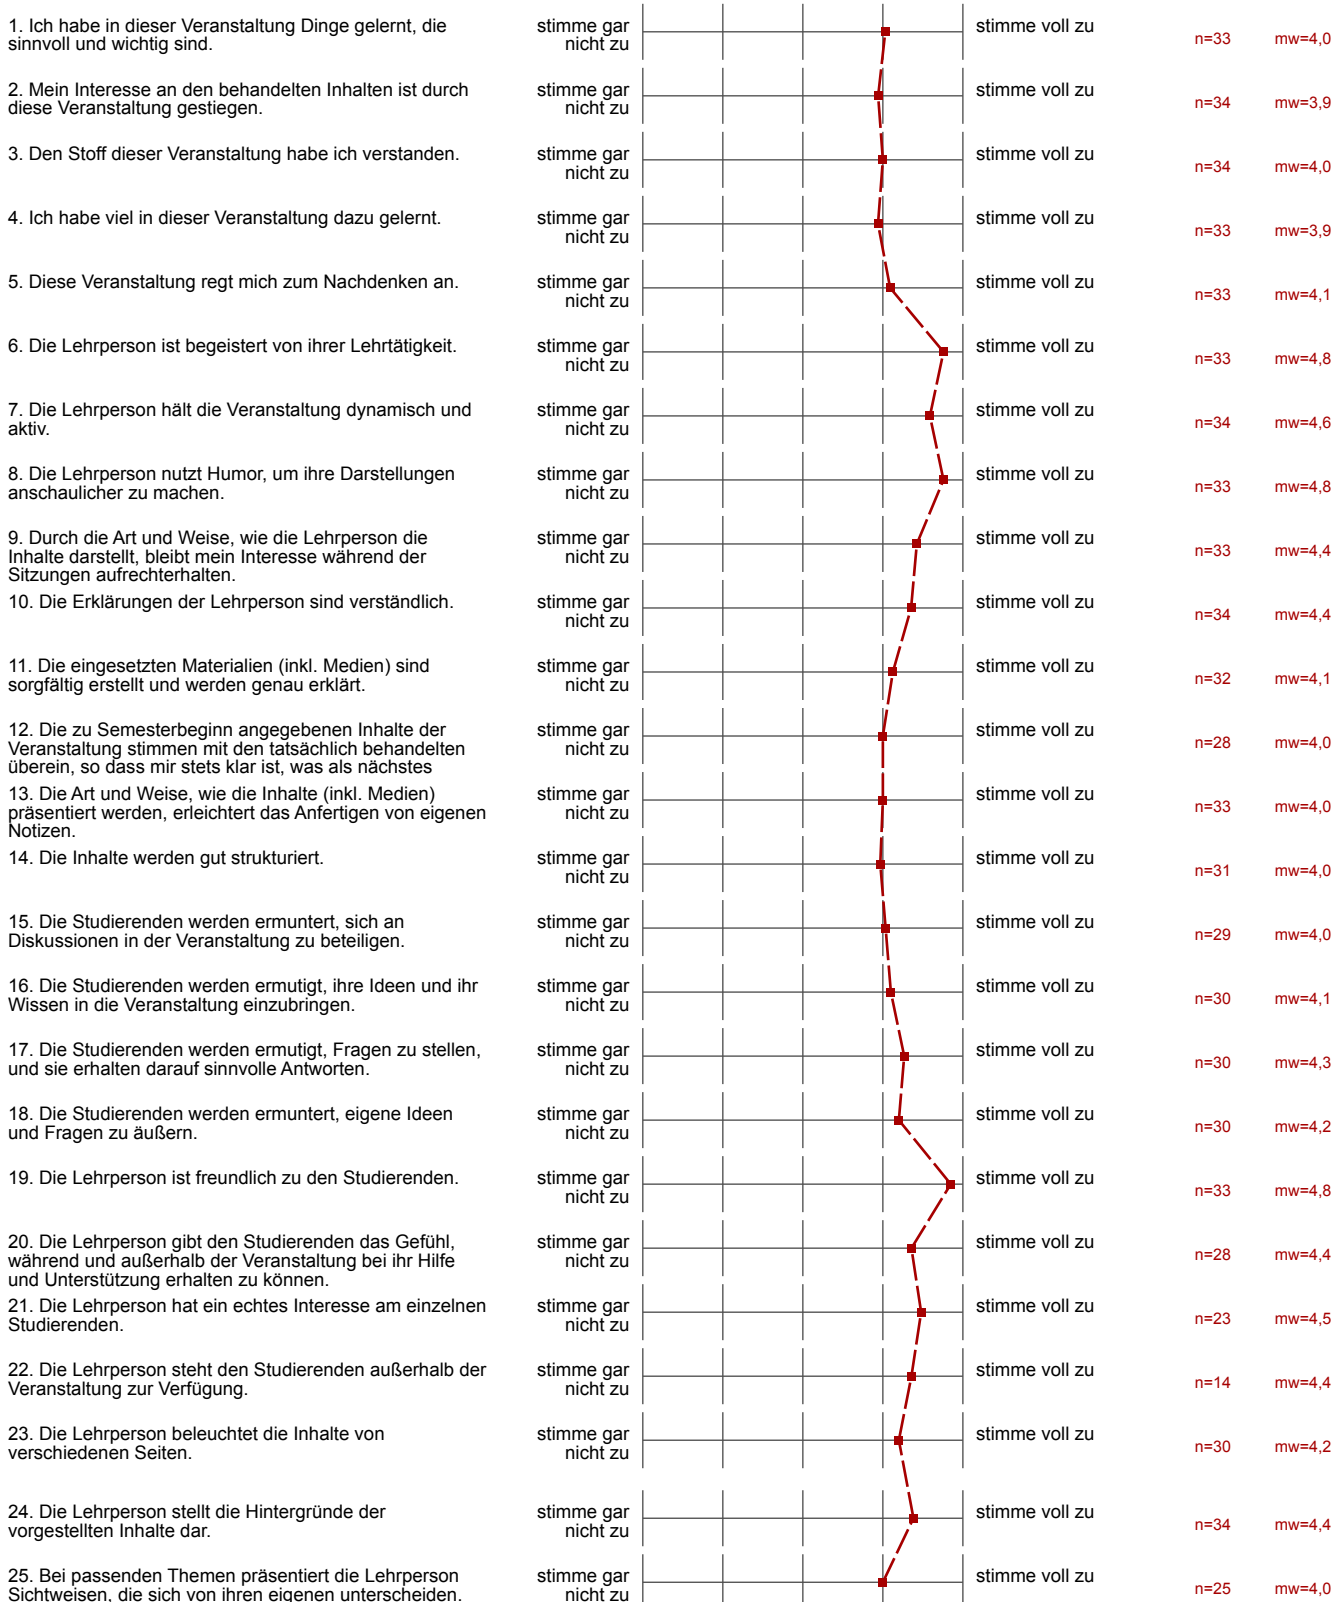 1. Ich habe in dieser Veranstaltung Dinge gelernt, die
sinnvoll und wichtig sind.
stimme gar
nicht zu
stimme voll zu
n=33 mw=4,0
2. Mein Interesse an den behandelten Inhalten ist durch
diese Veranstaltung gestiegen.
stimme gar
nicht zu
stimme voll zu
n=34 mw=3,9
3. Den Stoff dieser Veranstaltung habe ich verstanden.
stimme gar
nicht zu
stimme voll zu
n=34 mw=4,0
4. Ich habe viel in dieser Veranstaltung dazu gelernt.
stimme gar
nicht zu
stimme voll zu
n=33 mw=3,9
5. Diese Veranstaltung regt mich zum Nachdenken an.
stimme gar
nicht zu
stimme voll zu
n=33 mw=4,1
6. Die Lehrperson ist begeistert von ihrer Lehrtätigkeit.
stimme gar
nicht zu
stimme voll zu
n=33 mw=4,8
7. Die Lehrperson hält die Veranstaltung dynamisch und
aktiv.
stimme gar
nicht zu
stimme voll zu
n=34 mw=4,6
8. Die Lehrperson nutzt Humor, um ihre Darstellungen
anschaulicher zu machen.
stimme gar
nicht zu
stimme voll zu
n=33 mw=4,8
9. Durch die Art und Weise, wie die Lehrperson die
Inhalte darstellt, bleibt mein Interesse während der
Sitzungen aufrechterhalten.
stimme gar
nicht zu
stimme voll zu
n=33 mw=4,4
10. Die Erklärungen der Lehrperson sind verständlich.
stimme gar
nicht zu
stimme voll zu
n=34 mw=4,4
11. Die eingesetzten Materialien (inkl. Medien) sind
sorgfältig erstellt und werden genau erklärt.
stimme gar
nicht zu
stimme voll zu
n=32 mw=4,1
12. Die zu Semesterbeginn angegebenen Inhalte der
Veranstaltung stimmen mit den tatsächlich behandelten
überein, so dass mir stets klar ist, was als nächstes
stimme gar
nicht zu
stimme voll zu
n=28 mw=4,0
13. Die Art und Weise, wie die Inhalte (inkl. Medien)
präsentiert werden, erleichtert das Anfertigen von eigenen
Notizen.
stimme gar
nicht zu
stimme voll zu
n=33 mw=4,0
14. Die Inhalte werden gut strukturiert.
stimme gar
nicht zu
stimme voll zu
n=31 mw=4,0
15. Die Studierenden werden ermuntert, sich an
Diskussionen in der Veranstaltung zu beteiligen.
stimme gar
nicht zu
stimme voll zu
n=29 mw=4,0
16. Die Studierenden werden ermutigt, ihre Ideen und ihr
Wissen in die Veranstaltung einzubringen.
stimme gar
nicht zu
stimme voll zu
n=30 mw=4,1
17. Die Studierenden werden ermutigt, Fragen zu stellen,
und sie erhalten darauf sinnvolle Antworten.
stimme gar
nicht zu
stimme voll zu
n=30 mw=4,3
18. Die Studierenden werden ermuntert, eigene Ideen
und Fragen zu äußern.
stimme gar
nicht zu
stimme voll zu
n=30 mw=4,2
19. Die Lehrperson ist freundlich zu den Studierenden.
stimme gar
nicht zu
stimme voll zu
n=33 mw=4,8
20. Die Lehrperson gibt den Studierenden das Gefühl,
während und außerhalb der Veranstaltung bei ihr Hilfe
und Unterstützung erhalten zu können.
stimme gar
nicht zu
stimme voll zu
n=28 mw=4,4
21. Die Lehrperson hat ein echtes Interesse am einzelnen
Studierenden.
stimme gar
nicht zu
stimme voll zu
n=23 mw=4,5
22. Die Lehrperson steht den Studierenden außerhalb der
Veranstaltung zur Verfügung.
stimme gar
nicht zu
stimme voll zu
n=14 mw=4,4
23. Die Lehrperson beleuchtet die Inhalte von
verschiedenen Seiten.
stimme gar
nicht zu
stimme voll zu
n=30 mw=4,2
24. Die Lehrperson stellt die Hintergründe der
vorgestellten Inhalte dar.
stimme gar
nicht zu
stimme voll zu
n=34 mw=4,4
25. Bei passenden Themen präsentiert die Lehrperson
Sichtweisen, die sich von ihren eigenen unterscheiden.
stimme gar
nicht zu
stimme voll zu
n=25 mw=4,0